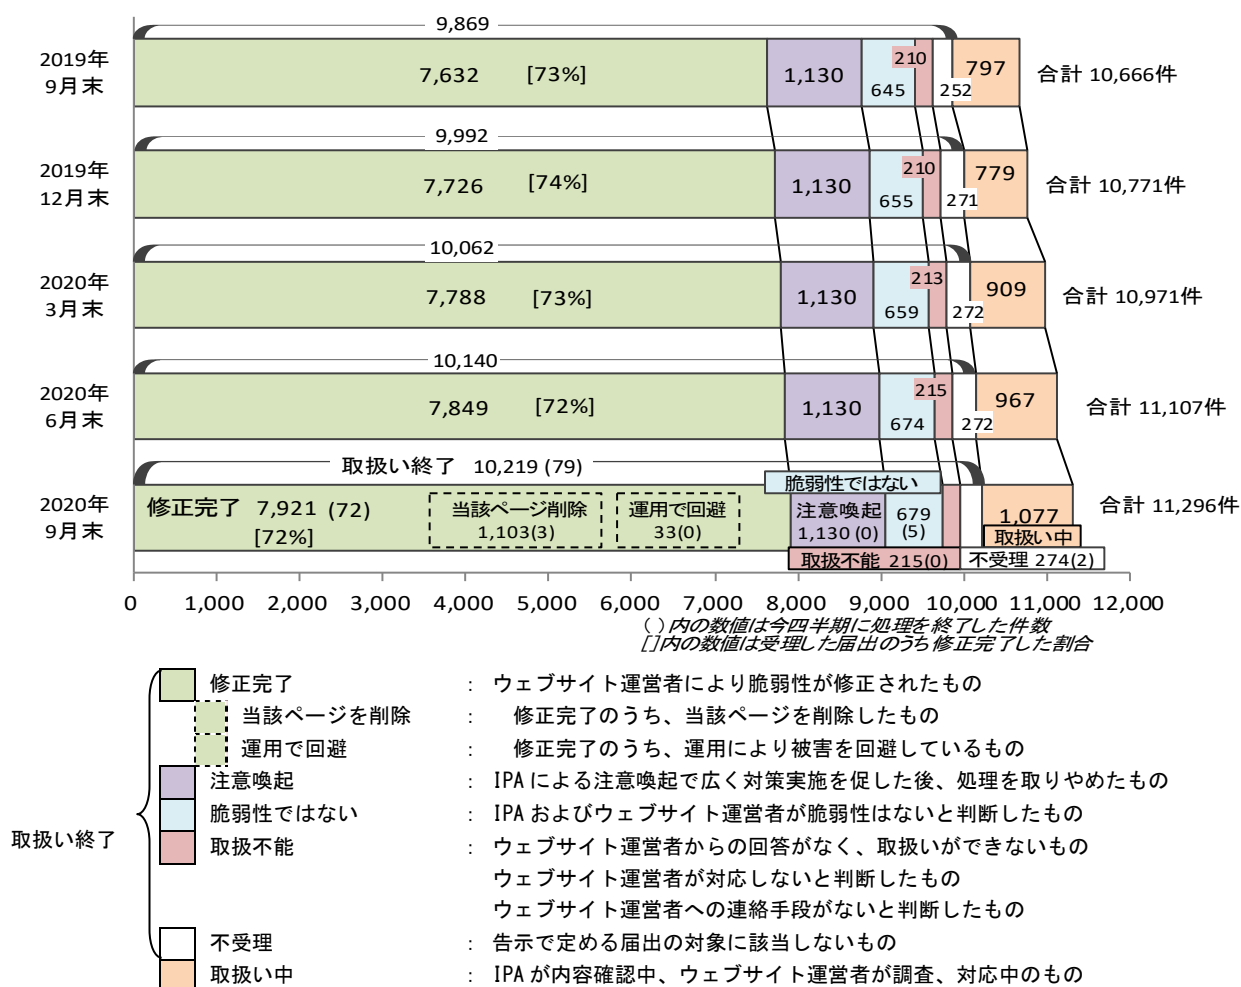 9,869
2019年
9月末
7,632 [73%] 1,130 645 210 252 797 合計 10,666件
9,992
2019年
12月末
7,726 [74%] 1,130 655 210 271 779 合計 10,771件
10,062
2020年
3月末
7,788 [73%] 1,130 659 213 272 909 合計 10,971件
10,140
2020年
6月末
7,849 [72%] 1,130 674 215 272 967 合計 11,107件
取扱い終了 10,219 (79)
2020年
9月末
修正完了 7,921 (72)
[72%]
当該ページ削除
1,103(3)
運用で回避
33(0)
脆弱性ではない
注意喚起
1,130 (0)
679
(5)
1,077
取扱い中
合計 11,296件
取扱不能 215(0)
不受理 274(2)
0 1,000 2,000 3,000 4,000 5,000 6,000 7,000 8,000 9,000 10,000 11,000 12,000
( )内の数値は今四半期に処理を終了した件数
[]内の数値は受理した届出のうち修正完了した割合
取扱い終了
修正完了 : ウェブサイト運営者により脆弱性が修正されたもの
当該ページを削除 : 修正完了のうち、当該ページを削除したもの
運用で回避 : 修正完了のうち、運用により被害を回避しているもの
注意喚起 : IPAによる注意喚起で広く対策実施を促した後、処理を取りやめたもの
脆弱性ではない : IPAおよびウェブサイト運営者が脆弱性はないと判断したもの
取扱不能 : ウェブサイト運営者からの回答がなく、取扱いができないもの
ウェブサイト運営者が対応しないと判断したもの
ウェブサイト運営者への連絡手段がないと判断したもの
不受理 : 告示で定める届出の対象に該当しないもの
取扱い中 : IPAが内容確認中、ウェブサイト運営者が調査、対応中のもの